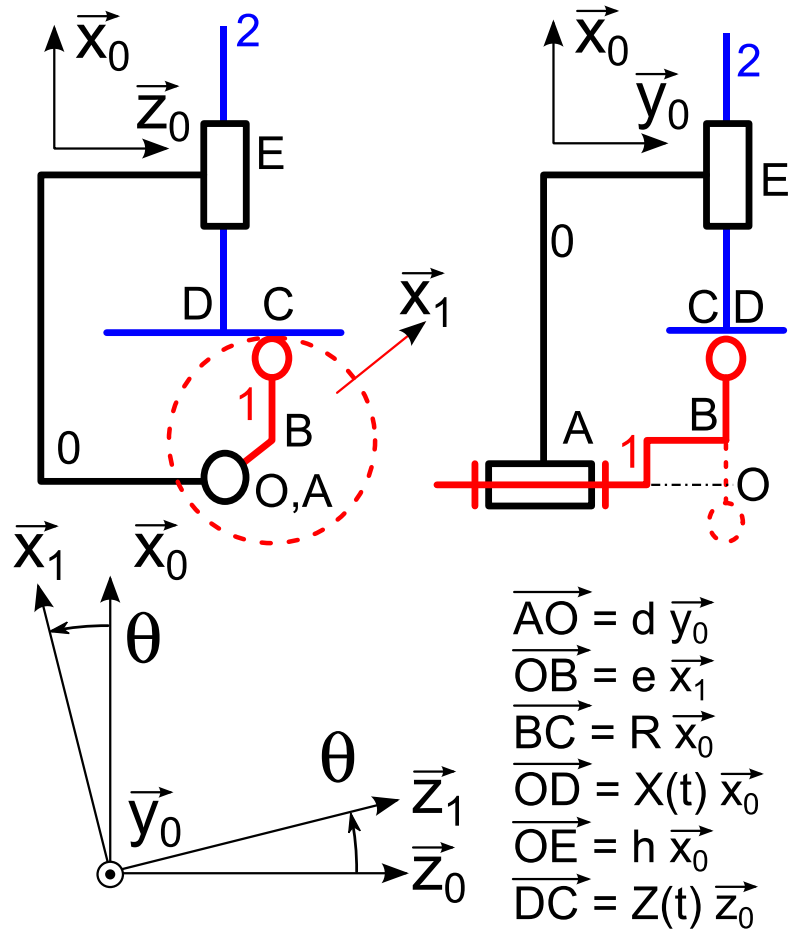 x₀
z₀
2
E
D C
x₁
1
B
0
O,A
x₀
y₀
2
E
0
C D
B
A
1
O
x₁
x₀
θ
θ
z₁
y₀
z₀
AO = d y₀
OB = e x₁
BC = R x₀
OD = X(t) x₀
OE = h x₀
DC = Z(t) z₀